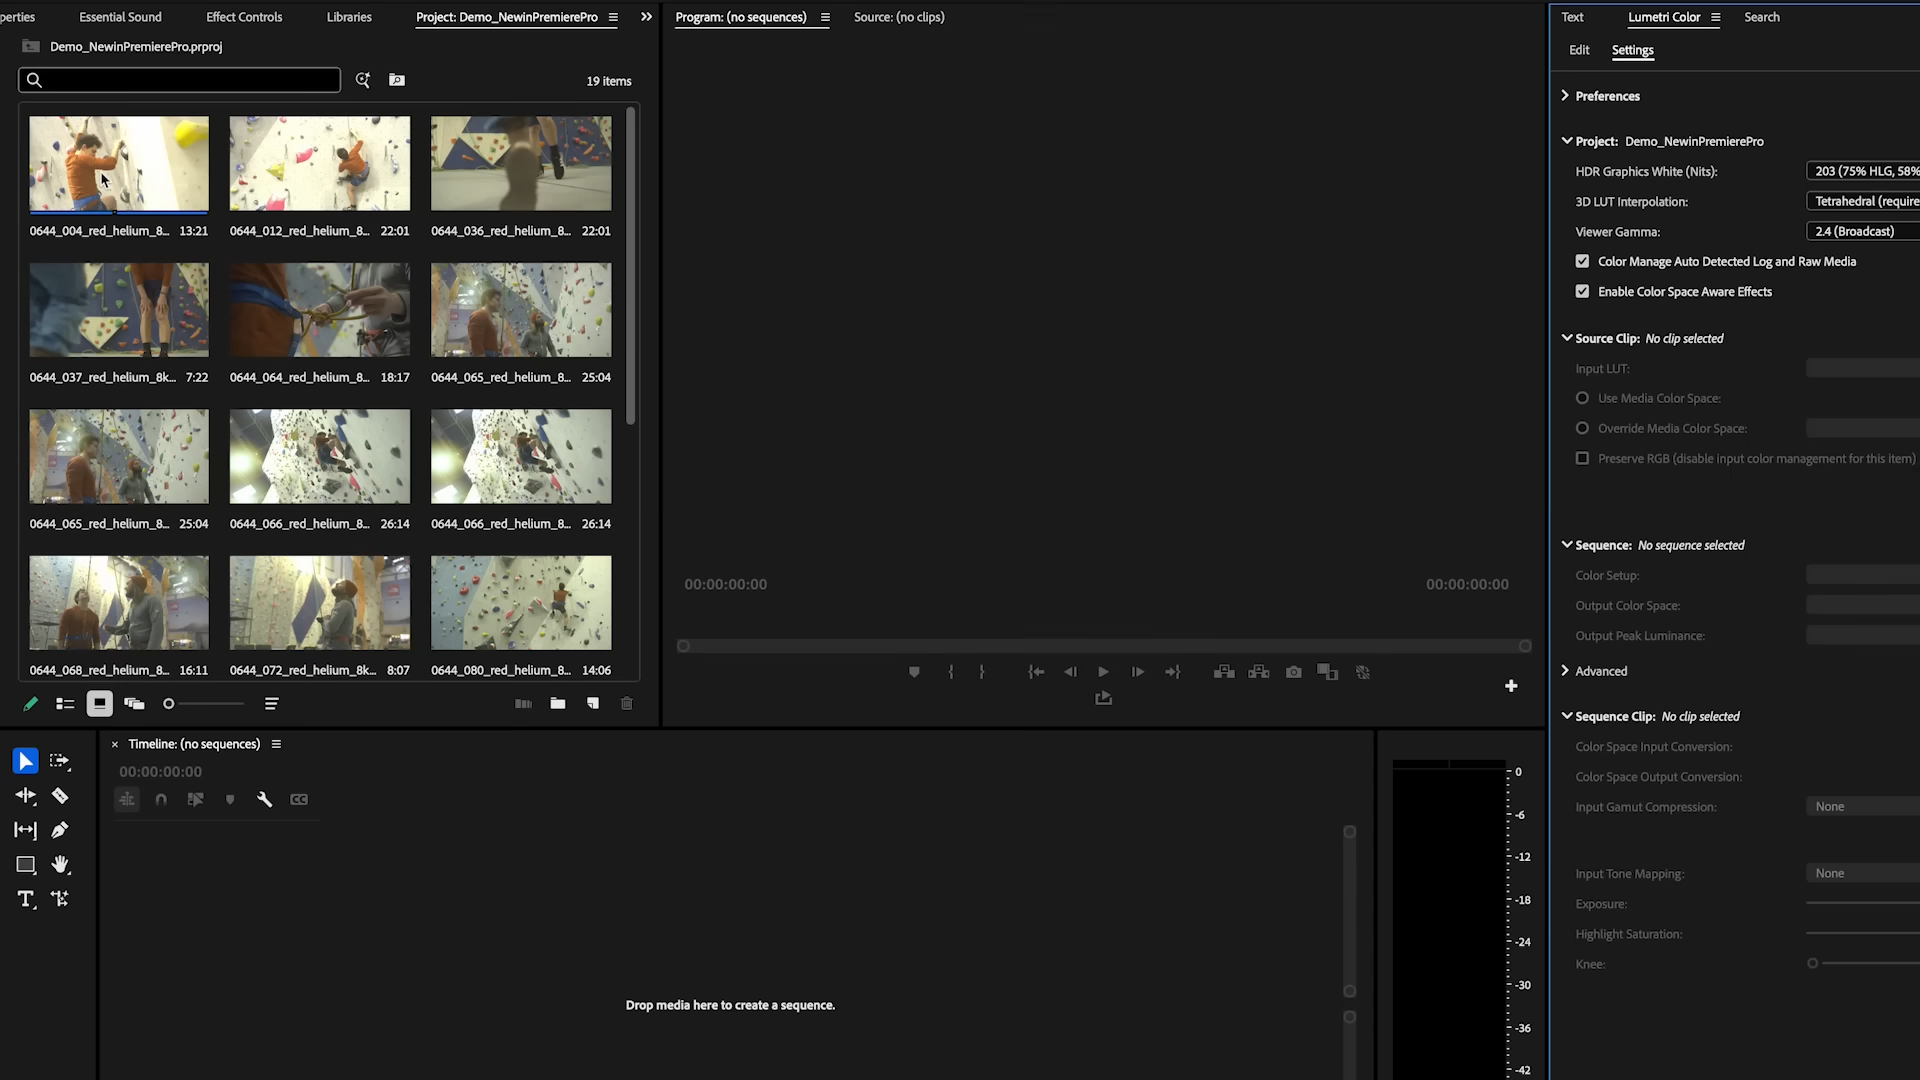 perties Essential Sound Effect Controls Libraries Project: Demo_NewinPremierePro
Demo_NewinPremierePro.prproj
19 items
0644_004_red_helium_8... 13:21 0644_012_red_helium_8... 22:01 0644_036_red_helium_8... 22:01
0644_037_red_helium_8k... 7:22 0644_064_red_helium_8... 18:17 0644_065_red_helium_8... 25:04
0644_065_red_helium_8... 25:04 0644_066_red_helium_8... 26:14 0644_066_red_helium_8... 26:14
0644_068_red_helium_8... 16:11 0644_072_red_helium_8k... 8:07 0644_080_red_helium_8... 14:06
Program: (no sequences) Source: (no clips)
00:00:00:00 00:00:00:00
Timeline: (no sequences)
00:00:00:00
CC
Drop media here to create a sequence.
0
-6
-12
-18
-24
-30
-36
-42
Text Lumetri Color Search
Edit Settings
Preferences
Project: Demo_NewinPremierePro
HDR Graphics White (Nits): 203 (75% HLG, 58%
3D LUT Interpolation: Tetrahedral (require
Viewer Gamma: 2.4 (Broadcast)
Color Manage Auto Detected Log and Raw Media
Enable Color Space Aware Effects
Source Clip: No clip selected
Input LUT:
Use Media Color Space:
Override Media Color Space:
Preserve RGB (disable input color management for this item)
Sequence: No sequence selected
Color Setup:
Output Color Space:
Output Peak Luminance:
Advanced
Sequence Clip: No clip selected
Color Space Input Conversion:
Color Space Output Conversion:
Input Gamut Compression: None
Input Tone Mapping: None
Exposure:
Highlight Saturation:
Knee: